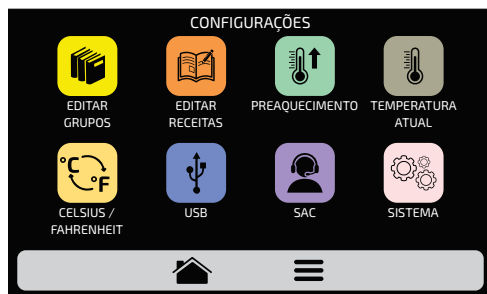 CONFIGURAÇÕES
EDITAR
GRUPOS
EDITAR
RECEITAS
PREAQUECIMENTO
TEMPERATURA
ATUAL
°C
°F
CELSIUS /
FAHRENHEIT
USB
SAC
SISTEMA